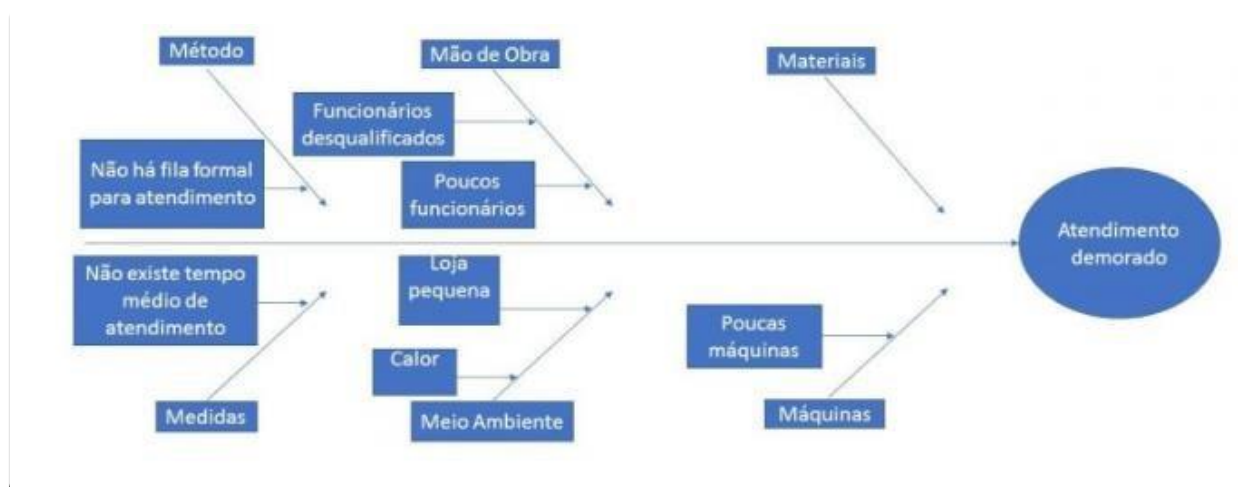 Método
Mão de Obra
Materiais
Funcionários
desqualificados
Não há fila formal
para atendimento
Poucos
funcionários
Atendimento
demorado
Não existe tempo
médio de
atendimento
Loja
pequena
Poucas
máquinas
Calor
Medidas
Meio Ambiente
Máquinas